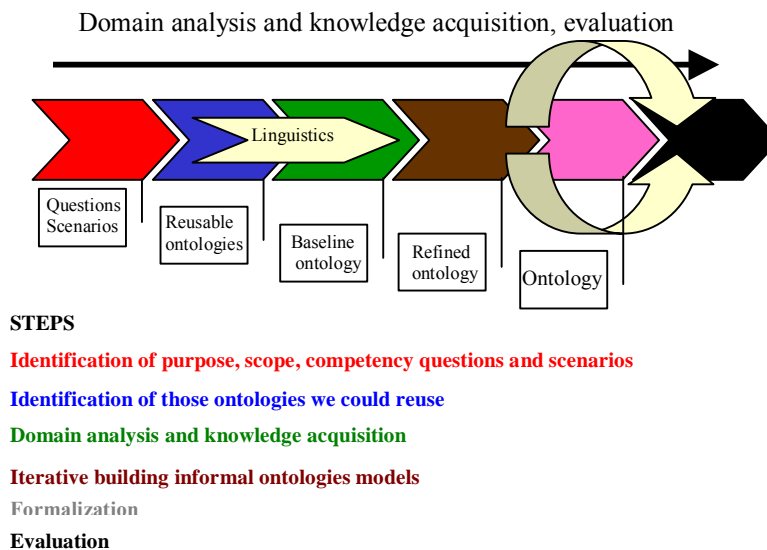 Domain analysis and knowledge acquisition, evaluation
Linguistics
Questions
Scenarios
Reusable
ontologies
Baseline
ontology
Refined
ontology
Ontology
STEPS
Identification of purpose, scope, competency questions and scenarios
Identification of those ontologies we could reuse
Domain analysis and knowledge acquisition
Iterative building informal ontologies models
Formalization
Evaluation